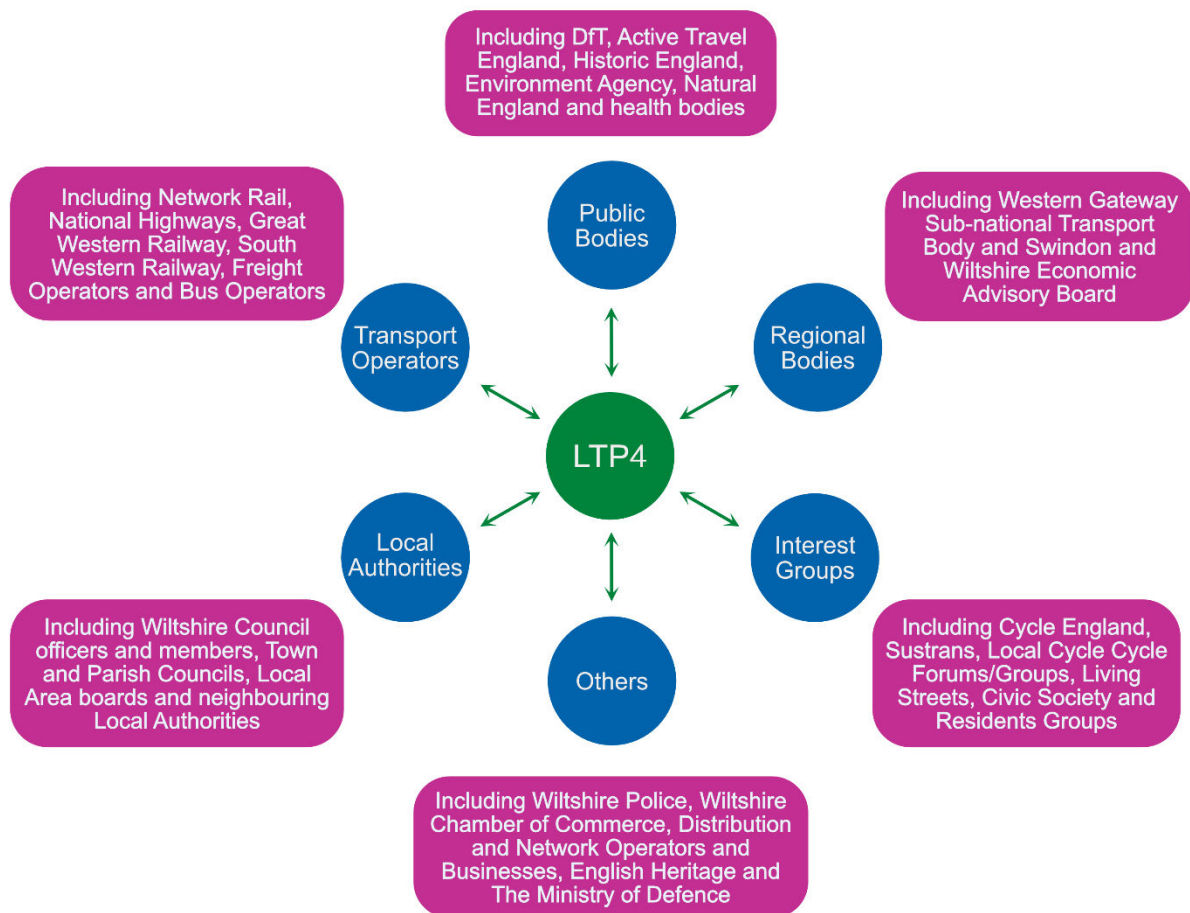 Including DfT, Active Travel
England, Historic England,
Environment Agency, Natural
England and health bodies
Public
Bodies
Including Network Rail,
National Highways, Great
Western Railway, South
Western Railway, Freight
Operators and Bus Operators
Transport
Operators
Including Western Gateway
Sub-national Transport
Body and Swindon and
Wiltshire Economic
Advisory Board
Regional
Bodies
LTP4
Local
Authorities
Including Wiltshire Council
officers and members, Town
and Parish Councils, Local
Area boards and neighbouring
Local Authorities
Interest
Groups
Including Cycle England,
Sustrans, Local Cycle Cycle
Forums/Groups, Living
Streets, Civic Society and
Residents Groups
Others
Including Wiltshire Police, Wiltshire
Chamber of Commerce, Distribution
and Network Operators and
Businesses, English Heritage and
The Ministry of Defence